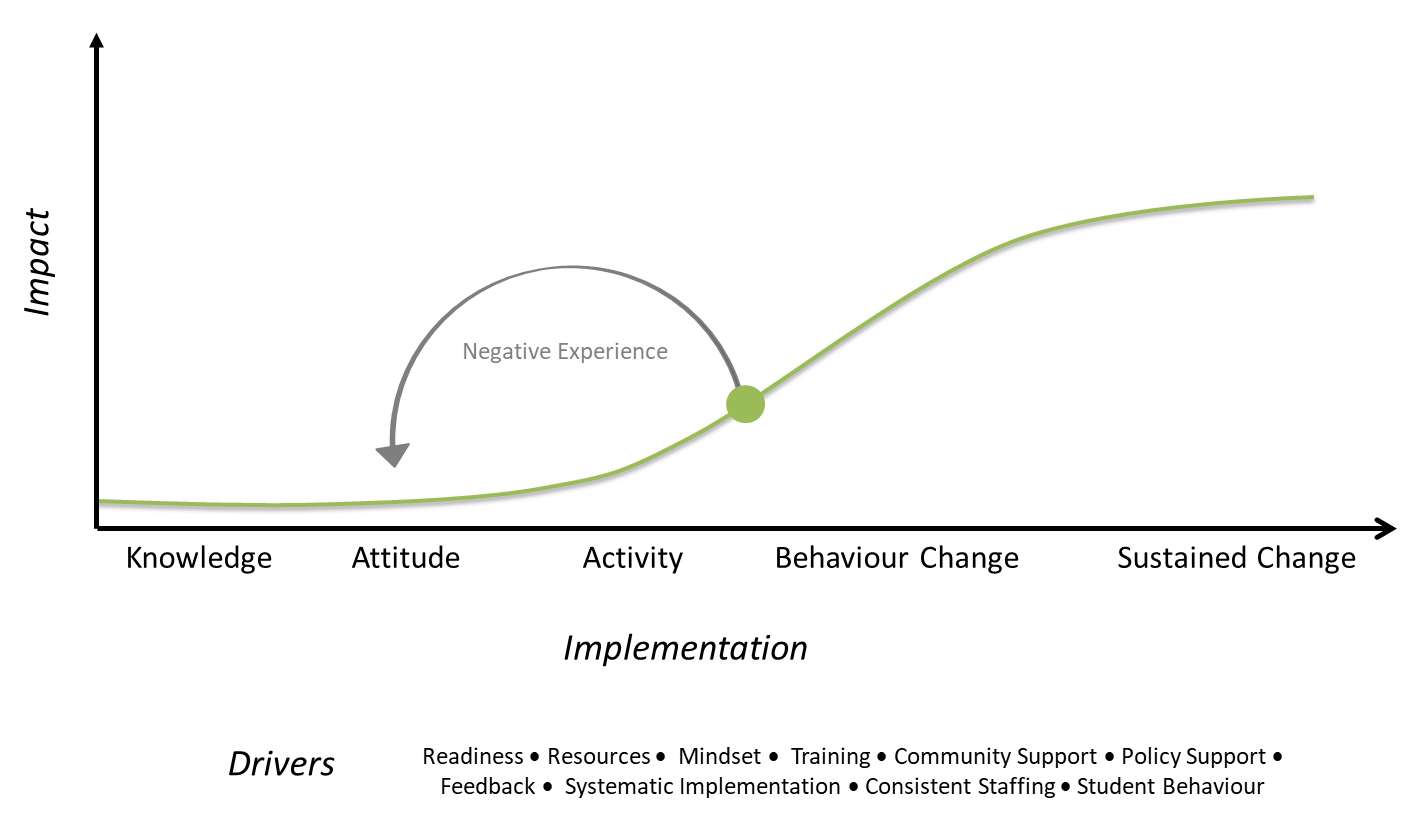 Impact
Negative Experience
Knowledge Attitude Activity Behaviour Change Sustained Change
Implementation
Drivers
Readiness • Resources • Mindset • Training • Community Support • Policy Support •
Feedback • Systematic Implementation • Consistent Staffing • Student Behaviour